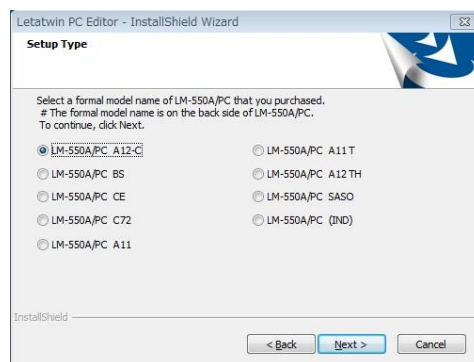 Letatwin PC Editor - InstallShield Wizard
Setup Type
Select a formal model name of LM-550A/PC that you purchased.
# The formal model name is on the back side of LM-550A/PC.
To continue, click Next.
LM-550A/PC A12-C
LM-550A/PC BS
LM-550A/PC CE
LM-550A/PC C72
LM-550A/PC A11
LM-550A/PC A11T
LM-550A/PC A12TH
LM-550A/PC SASO
LM-550A/PC (IND)
InstallShield
< Back
Next >
Cancel